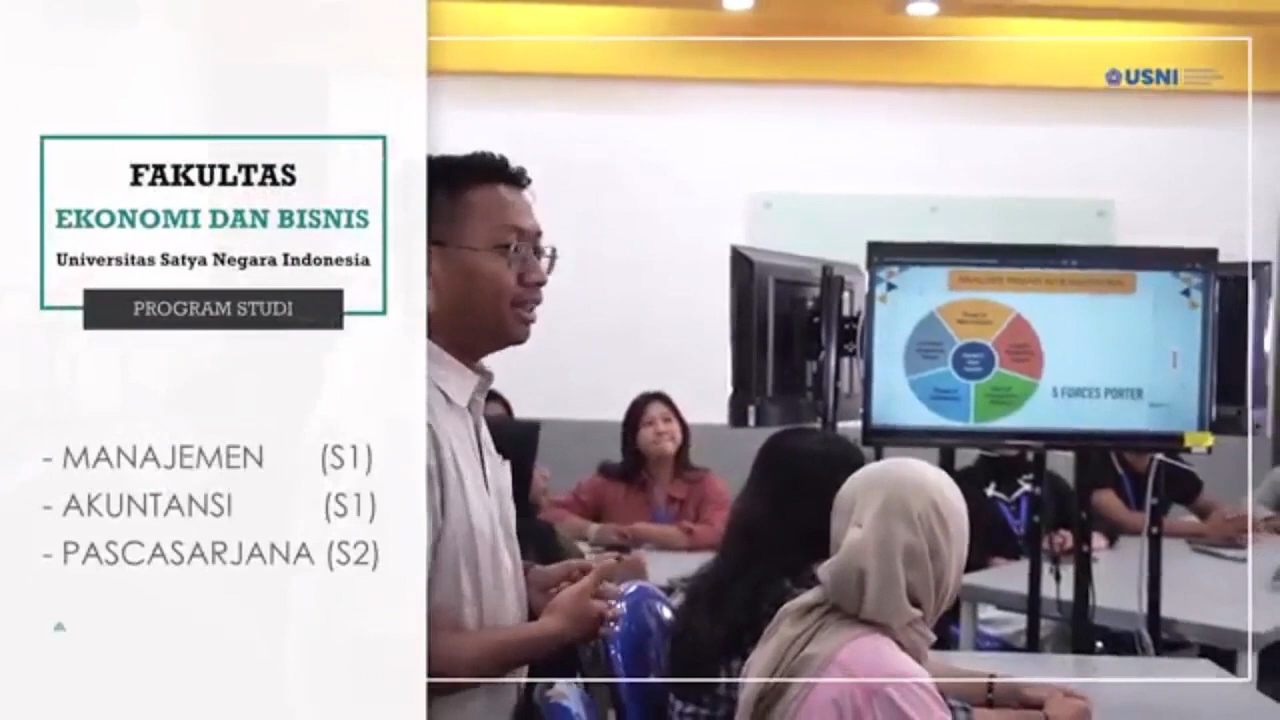 FAKULTAS
EKONOMI DAN BISNIS
Universitas Satya Negara Indonesia
PROGRAM STUDI
- MANAJEMEN (S1)
- AKUNTANSI (S1)
- PASCASARJANA (S2)
USNI
5 FORCES PORTER